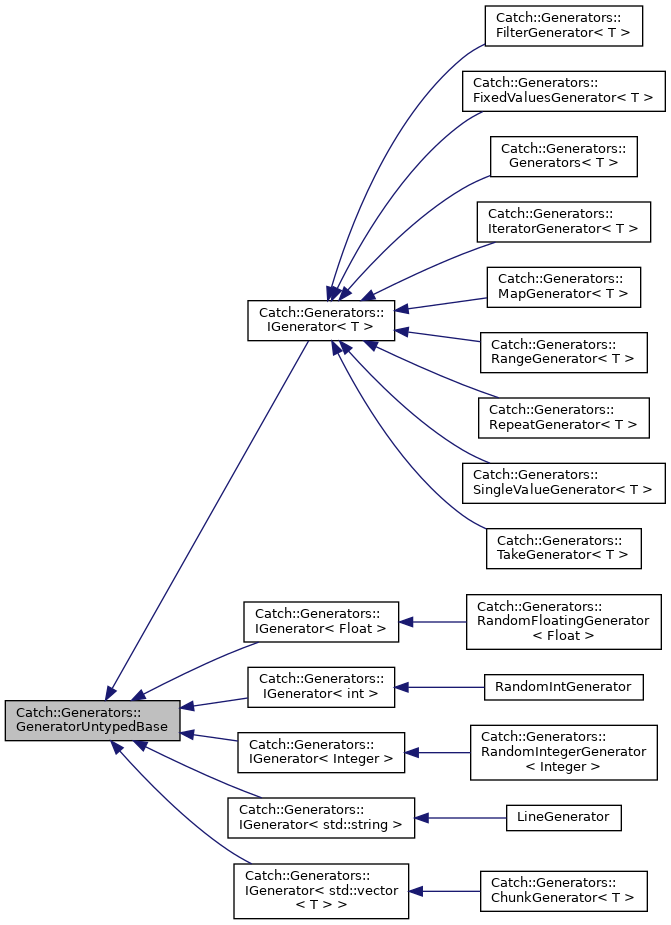 Catch::Generators::
FilterGenerator< T >
Catch::Generators::
FixedValuesGenerator< T >
Catch::Generators::
Generators< T >
Catch::Generators::
IteratorGenerator< T >
Catch::Generators::
MapGenerator< T >
Catch::Generators::
IGenerator< T >
Catch::Generators::
RangeGenerator< T >
Catch::Generators::
RepeatGenerator< T >
Catch::Generators::
SingleValueGenerator< T >
Catch::Generators::
TakeGenerator< T >
Catch::Generators::
IGenerator< Float >
Catch::Generators::
RandomFloatingGenerator
< Float >
Catch::Generators::
IGenerator< int >
RandomIntGenerator
Catch::Generators::
GeneratorUntypedBase
Catch::Generators::
IGenerator< Integer >
Catch::Generators::
RandomIntegerGenerator
< Integer >
Catch::Generators::
IGenerator< std::string >
LineGenerator
Catch::Generators::
IGenerator< std::vector
< T > >
Catch::Generators::
ChunkGenerator< T >